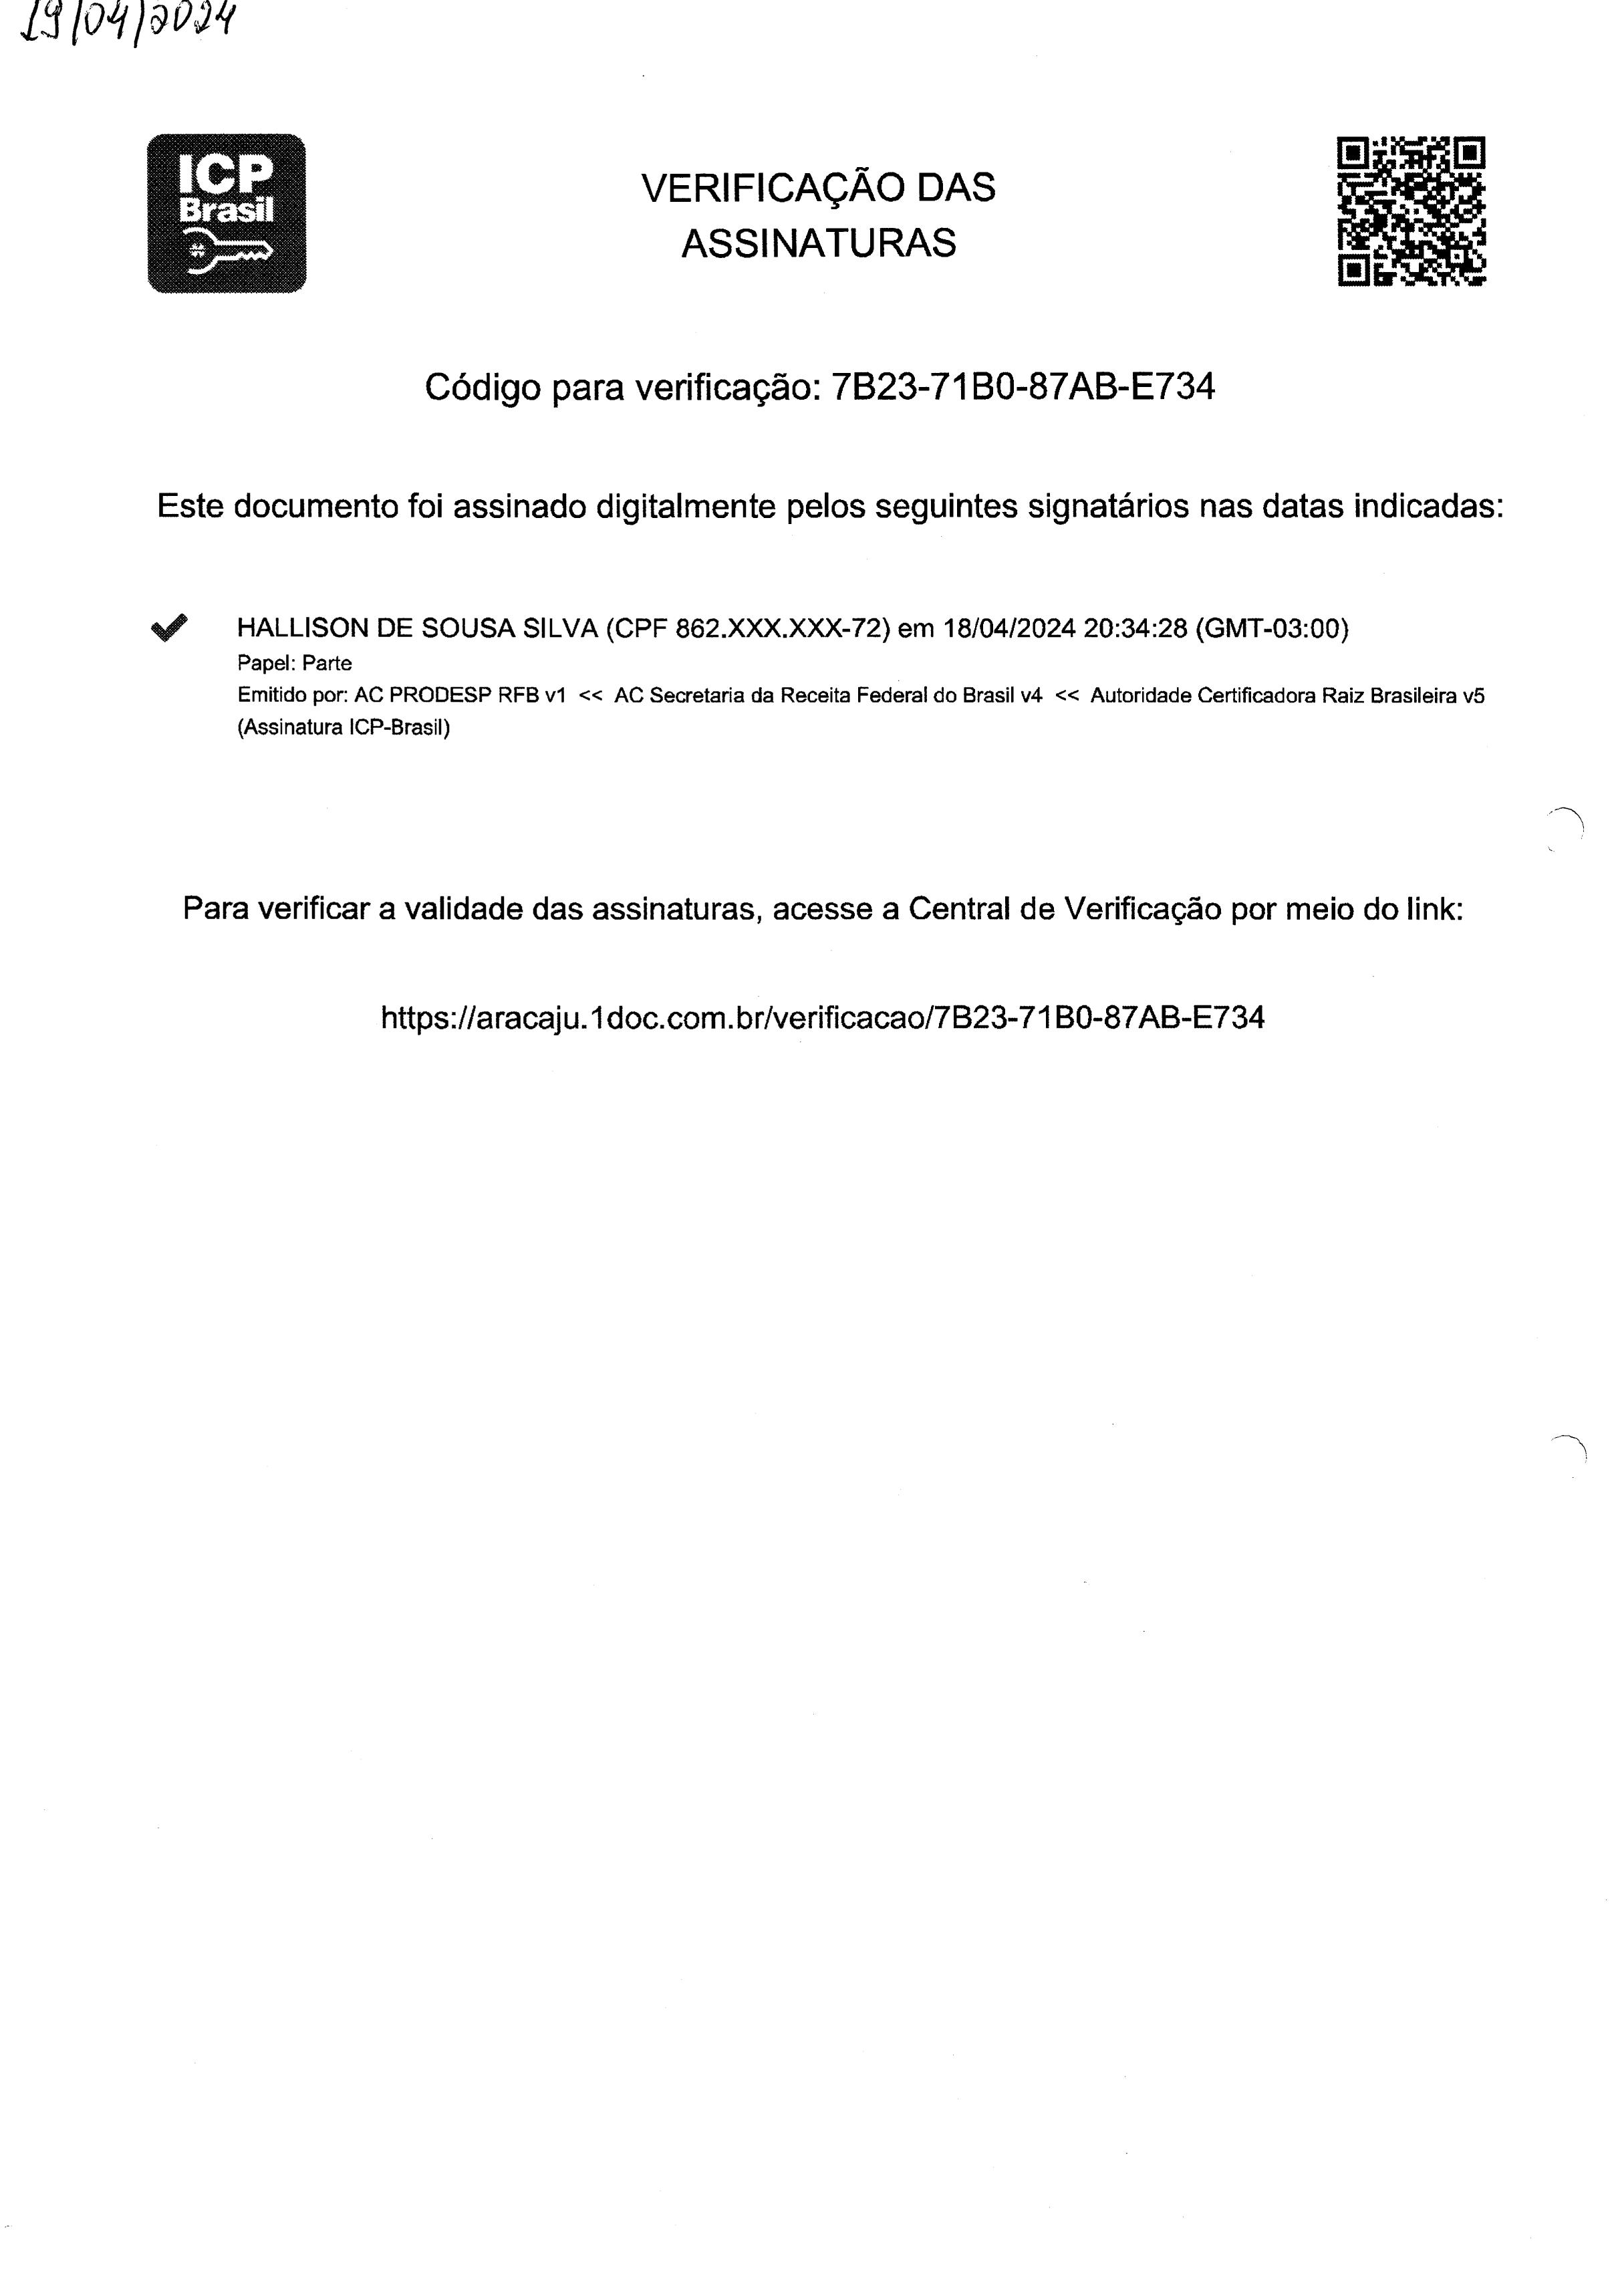 19/04/2024
ICP
Brasil
VERIFICAÇÃO DAS
ASSINATURAS
Código para verificação: 7B23-71B0-87AB-E734
Este documento foi assinado digitalmente pelos seguintes signatários nas datas indicadas:
HALLISON DE SOUSA SILVA (CPF 862.XXX.XXX-72) em 18/04/2024 20:34:28 (GMT-03:00)
Papel: Parte
Emitido por: AC PRODESP RFB v1 << AC Secretaria da Receita Federal do Brasil v4 << Autoridade Certificadora Raiz Brasileira v5
(Assinatura ICP-Brasil)
Para verificar a validade das assinaturas, acesse a Central de Verificação por meio do link:
https://aracaju.1doc.com.br/verificacao/7B23-71B0-87AB-E734